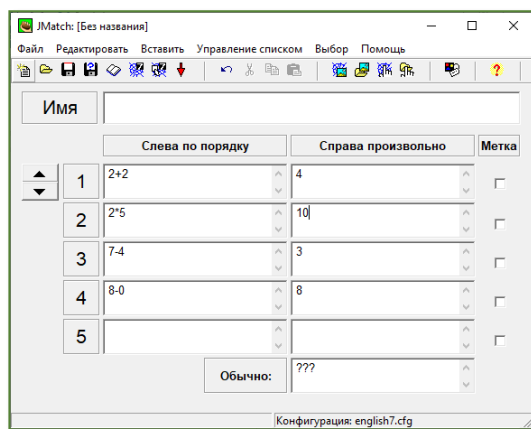 JMatch: [Без названия]
Файл Редактировать Вставить Управление списком Выбор Помощь
?
Имя
Слева по порядку Справа произвольно Метка
1 2+2 4
2 2*5 10
3 7-4 3
4 8-0 8
5
Обычно: ???
Конфигурация: english7.cfg